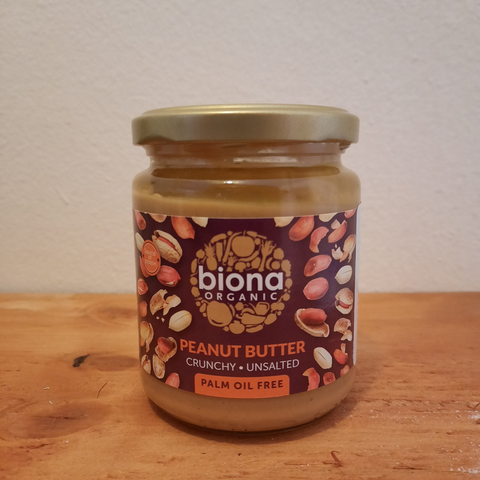 biona
ORGANIC
PEANUT BUTTER
CRUNCHY • UNSALTED
PALM OIL FREE